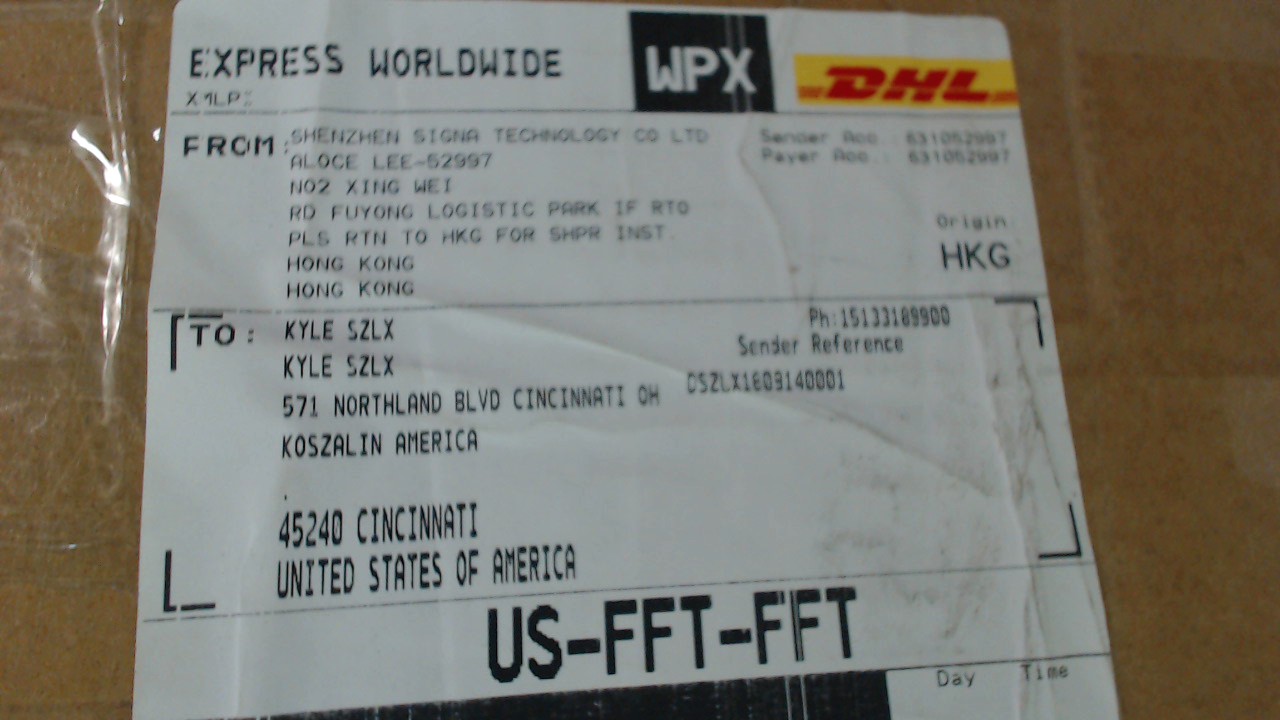 EXPRESS WORLDWIDE
WPX
DHL
FROM:
SHENZHEN SIGNA TECHNOLOGY CO LTD
ALOCE LEE-52997
NO2 XING WEI
RD FUYONG LOGISTIC PARK IF RTO
PLS RTN TO HKG FOR SHPR INST.
HONG KONG
HONG KONG
Sender Acc.: 631052997
Payer Acc.: 631052997
Origin
HKG
TO:
KYLE SZLX
KYLE SZLX
571 NORTHLAND BLVD CINCINNATI OH
KOSZALIN AMERICA
.
45240 CINCINNATI
UNITED STATES OF AMERICA
Ph:15133189900
Sender Reference
CSZLX1609140001
US-FFT-FFT
Day Time